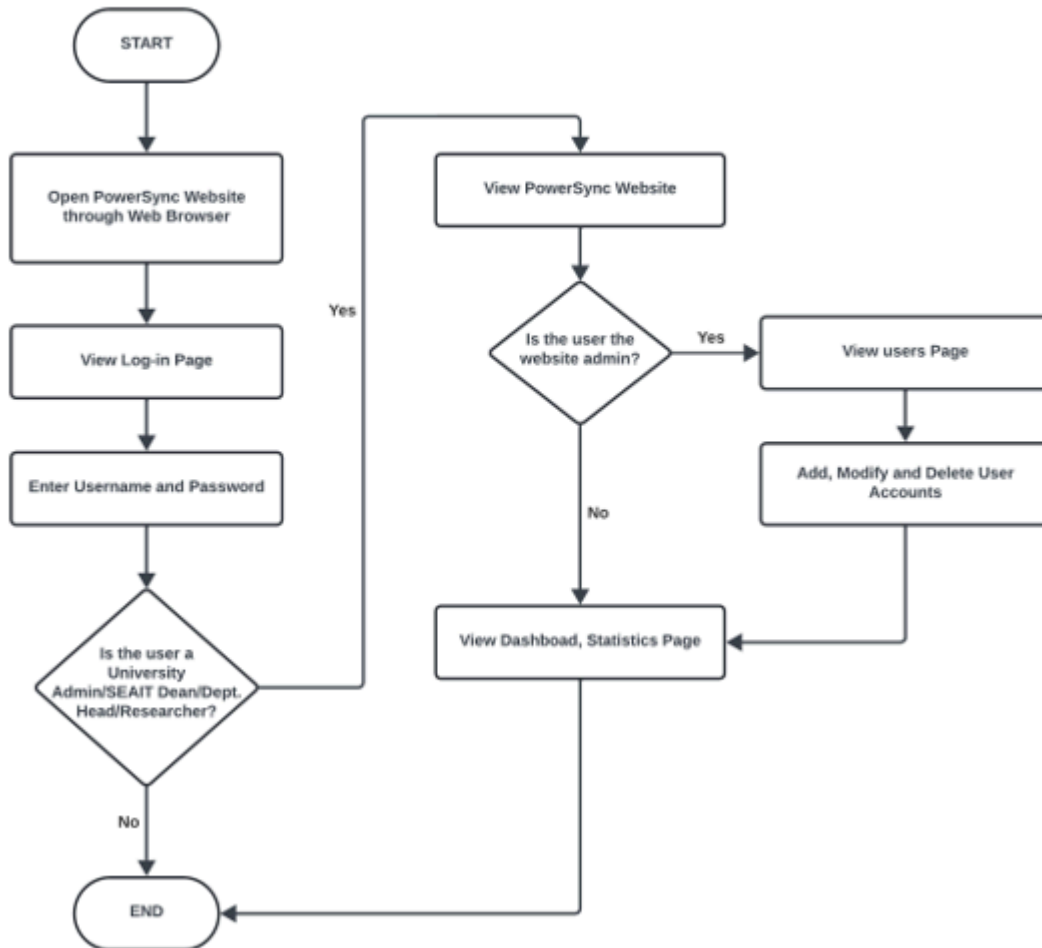 START
Open PowerSync Website
through Web Browser
View Log-in Page
Enter Username and Password
Is the user a
University
Admin/SEAIT Dean/Dept.
Head/Researcher?
No
END
Yes
View PowerSync Website
Is the user the
website admin?
Yes
View users Page
Add, Modify and Delete User
Accounts
No
View Dashboad, Statistics Page